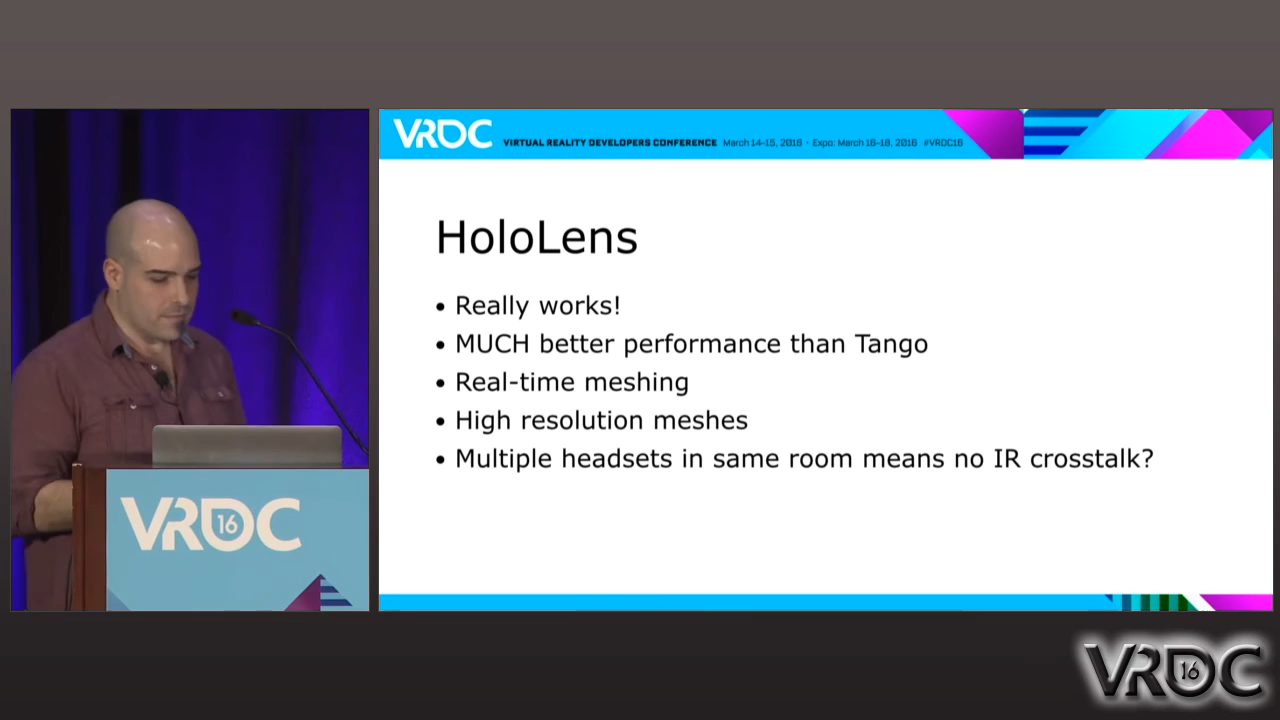 VRDC VIRTUAL REALITY DEVELOPERS CONFERENCE March 14-15, 2016 · Expo: March 16-18, 2016 #VRDC16
HoloLens
• Really works!
• MUCH better performance than Tango
• Real-time meshing
• High resolution meshes
• Multiple headsets in same room means no IR crosstalk?
VRDC 16
VRDC 16